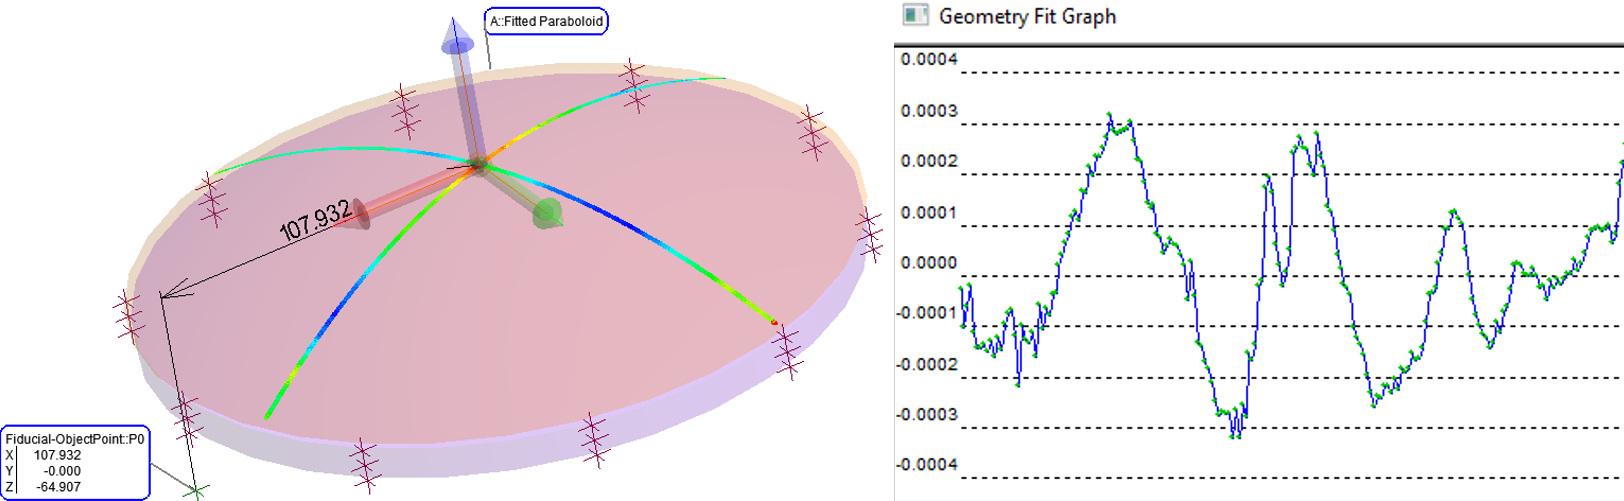 A::Fitted Paraboloid
107.932
Fiducial-ObjectPoint::P0
X 107.932
Y -0.000
Z -64.907
Geometry Fit Graph
0.0004
0.0003
0.0002
0.0001
0.0000
-0.0001
-0.0002
-0.0003
-0.0004